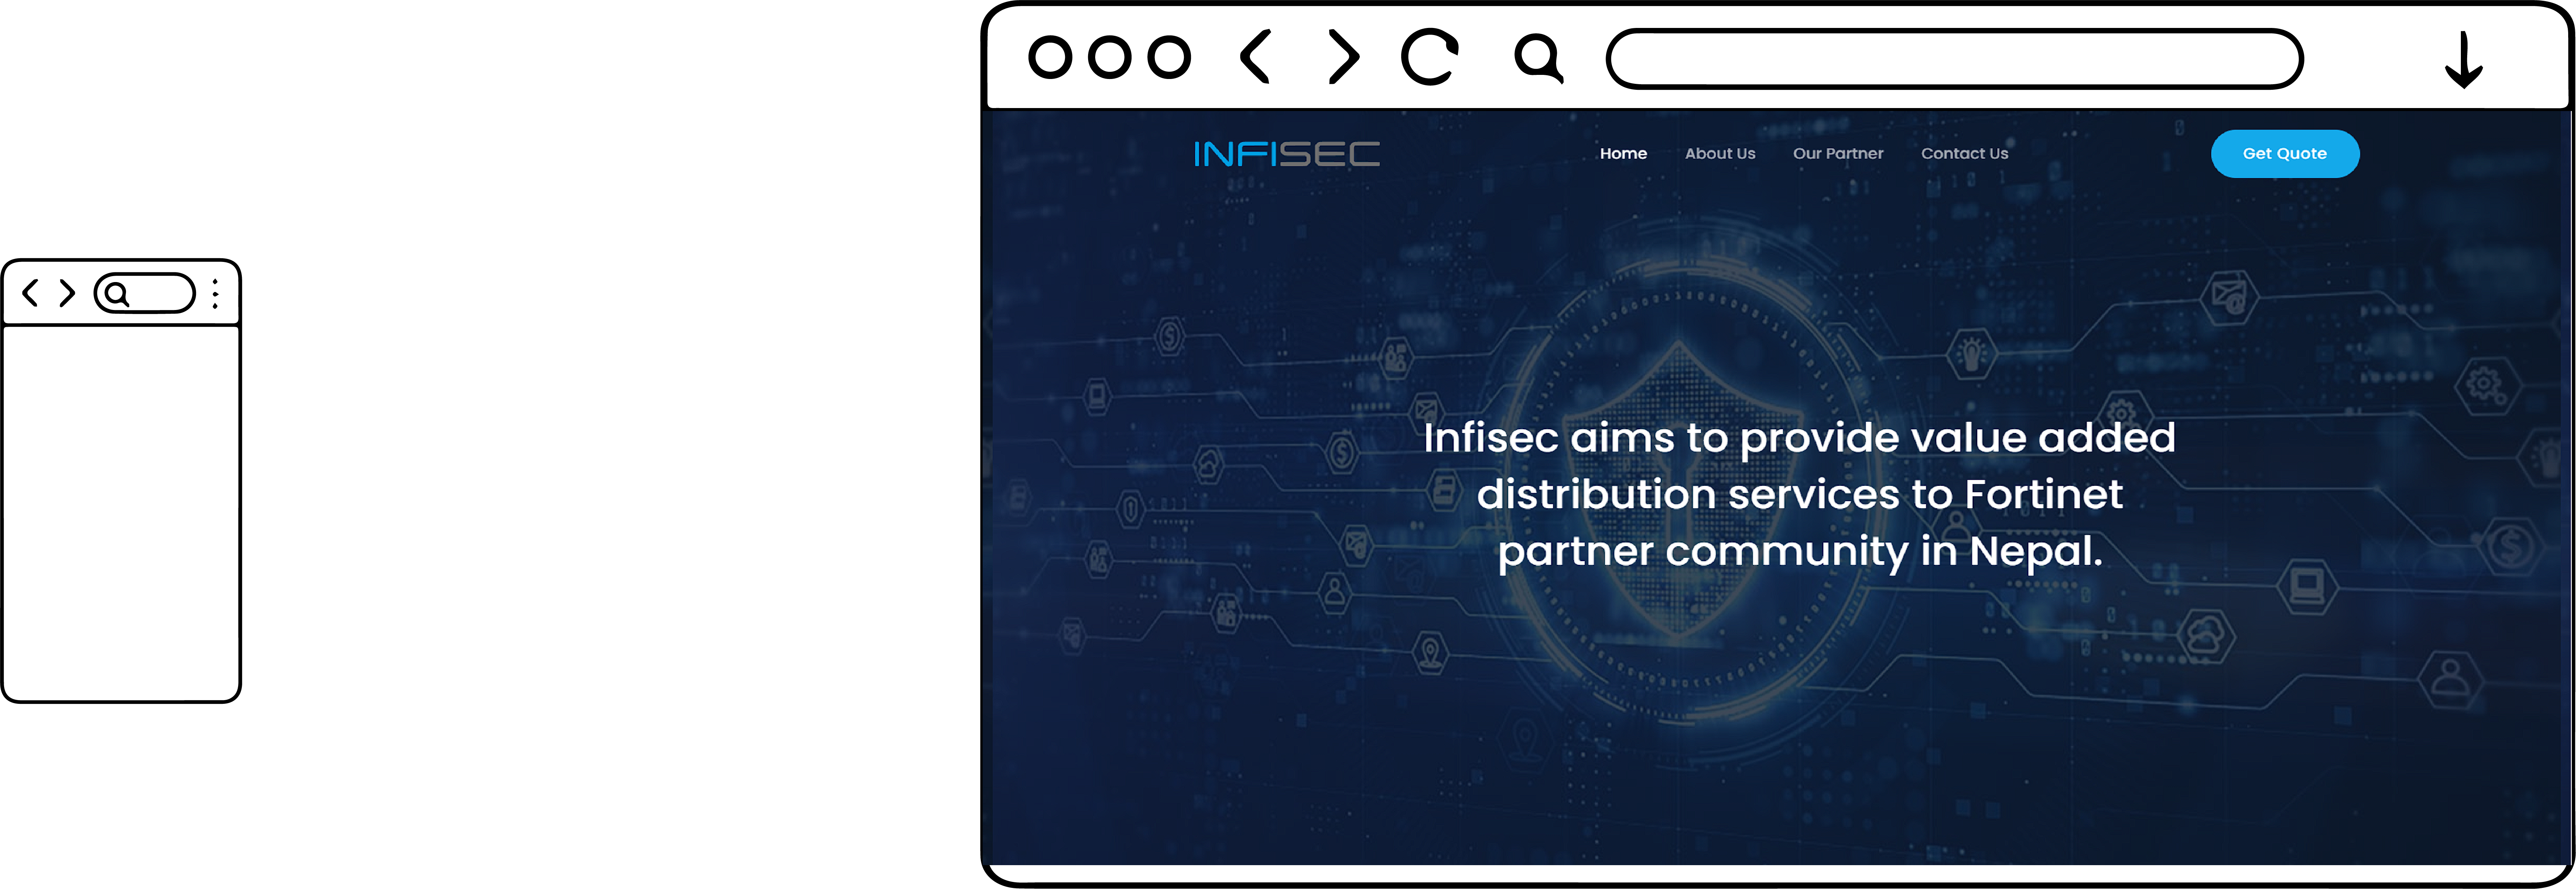 INFISEC
Home About Us Our Partner Contact Us
Get Quote
Infisec aims to provide value added
distribution services to Fortinet
partner community in Nepal.